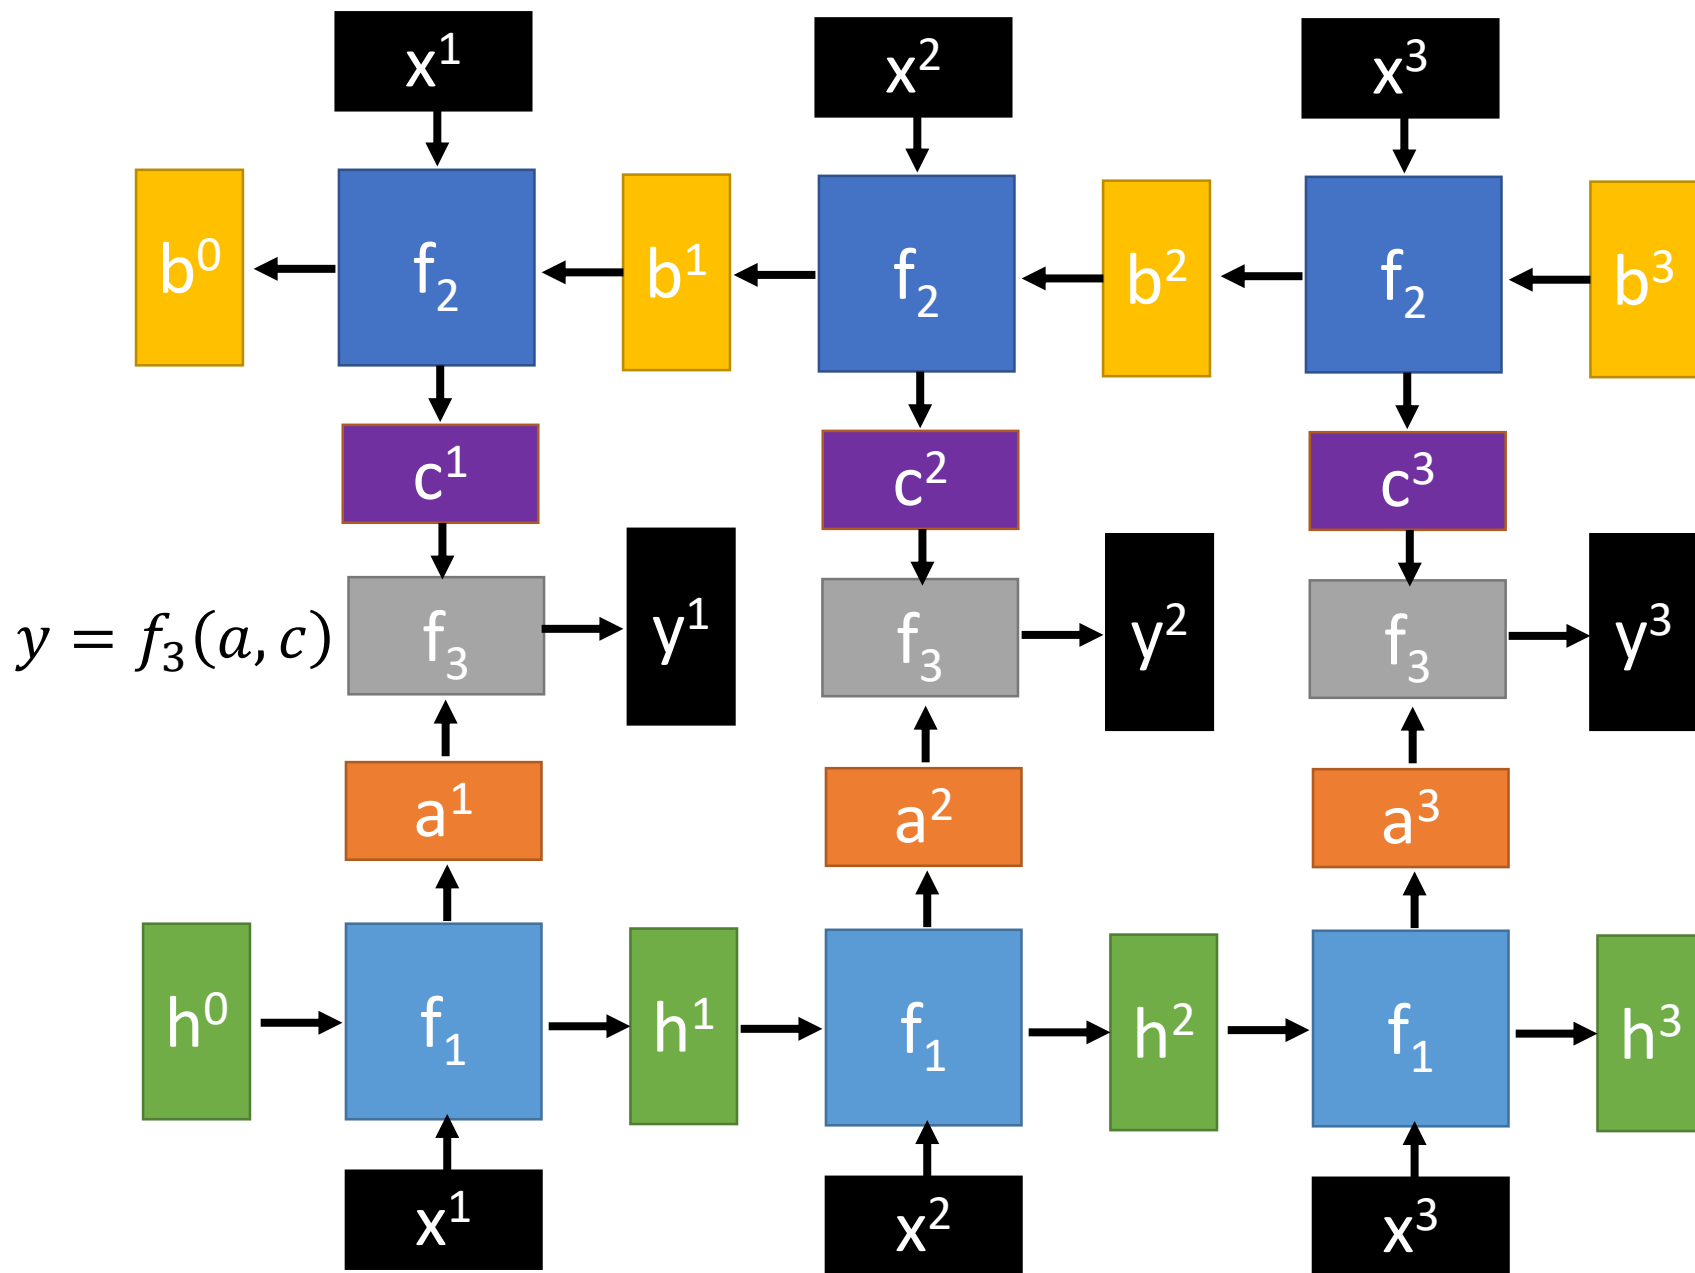 x¹ x² x³
b⁰ f₂ b¹ f₂ b² f₂ b³
c¹ c² c³
y = f₃(a, c) f₃ y¹ f₃ y² f₃ y³
a¹ a² a³
h⁰ f₁ h¹ f₁ h² f₁ h³
x¹ x² x³